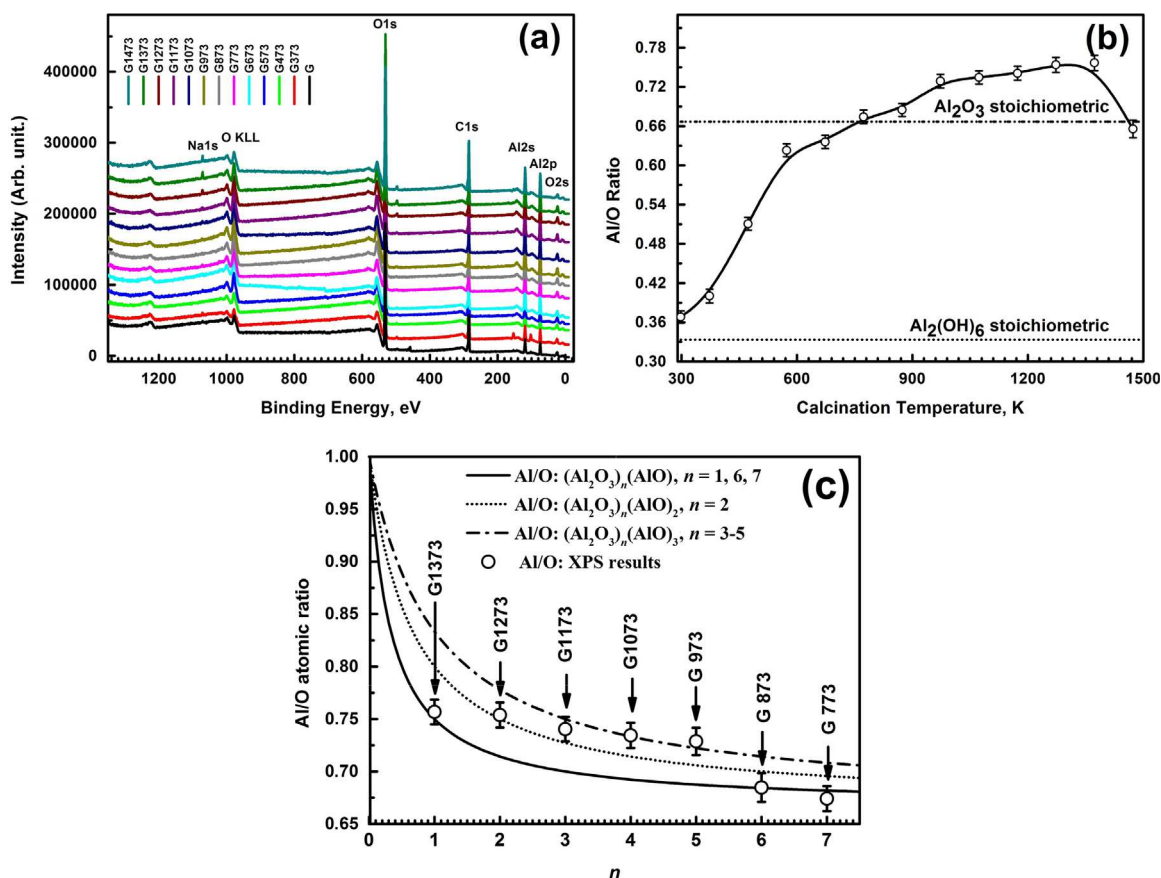 (a)
O1s
G1473
G1373
G1273
G1173
G1073
G973
G873
G773
G673
G573
G473
G373
G
C1s
Na1s
O KLL
Al2s
Al2p
O2s
400000
300000
200000
100000
0
Intensity (Arb. unit.)
1200 1000 800 600 400 200 0
Binding Energy, eV
(b)
0.78
0.72
0.66
0.60
0.54
0.48
0.42
0.36
0.30
Al/O Ratio
Al₂O₃ stoichiometric
Al₂(OH)₆ stoichiometric
300 600 900 1200 1500
Calcination Temperature, K
(c)
Al/O: (Al₂O₃)ₙ(AlO), n = 1, 6, 7
Al/O: (Al₂O₃)ₙ(AlO)₂, n = 2
Al/O: (Al₂O₃)ₙ(AlO)₃, n = 3-5
Al/O: XPS results
1.00
0.95
0.90
0.85
0.80
0.75
0.70
0.65
Al/O atomic ratio
G1373
G1273
G1173
G1073
G 973
G 873
G 773
0 1 2 3 4 5 6 7
n